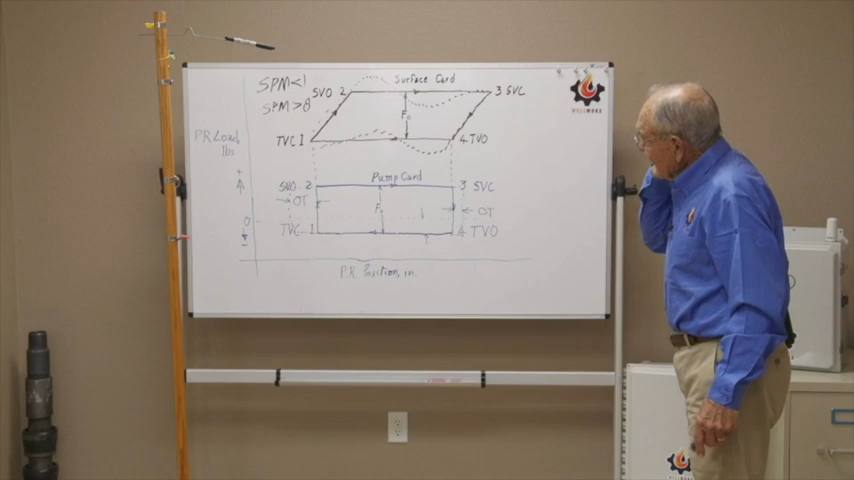 SPM<1
SPM>8
Surface Card
SVO 2
3 SVC
Fo
TVC 1
4 TVO
PR Load,
lbs
+
0
-
Pump Card
SVO 2
3 SVC
OT
OT
F
TVC 1
4 TVO
P.R. Position, in.
WELLWORX